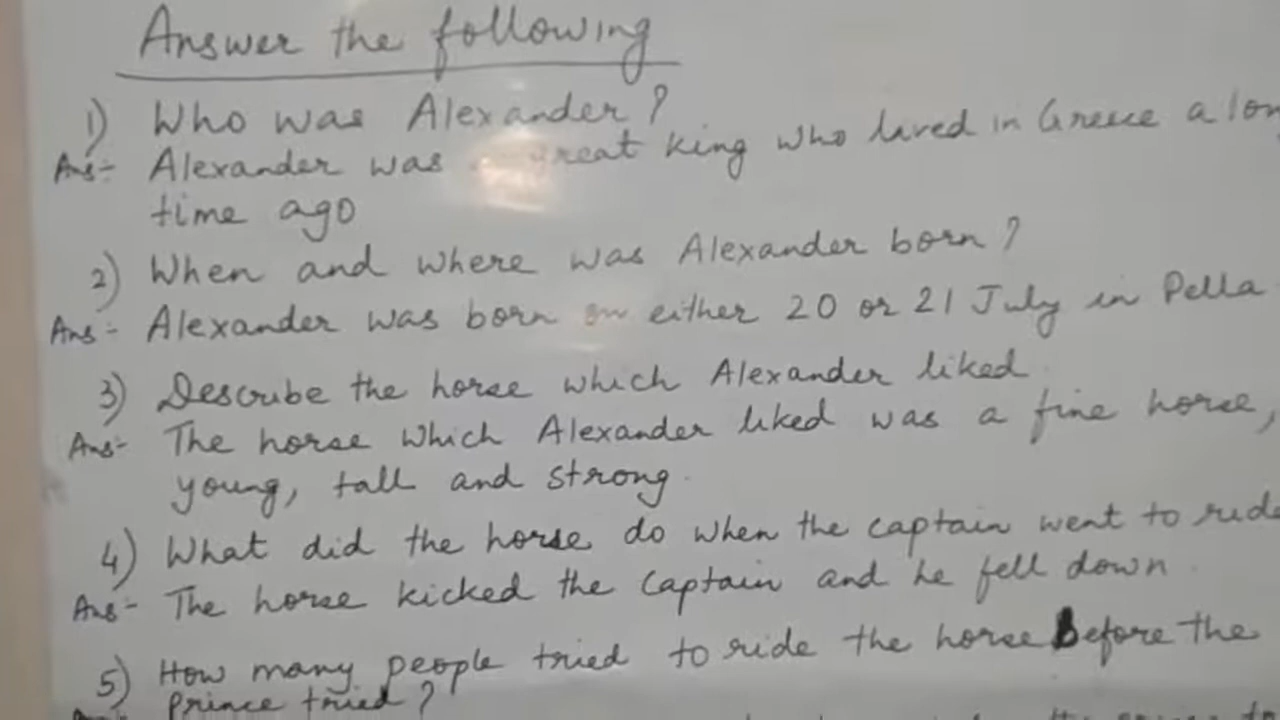 Answer the following
1) Who was Alexander?
Ans:- Alexander was great king who lived in Greece a lon
time ago
2) When and where was Alexander born?
Ans:- Alexander was born on either 20 or 21 July in Pella
3) Describe the horse which Alexander liked
Ans:- The horse which Alexander liked was a fine horse,
young, tall and strong.
4) What did the horse do when the captain went to ride
Ans- The horse kicked the captain and he fell down.
5) How many people tried to ride the horse before the
prince tried?